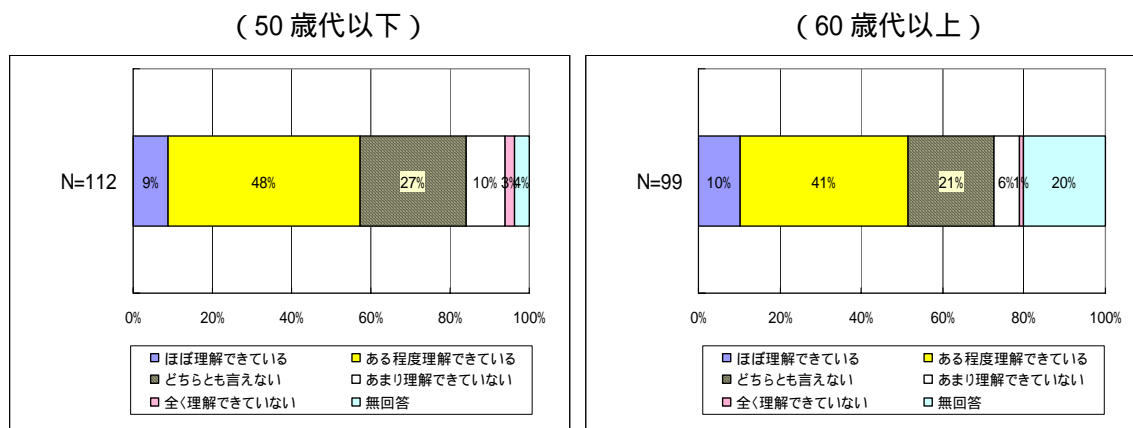 （50歳代以下）
N=112
9% 48% 27% 10% 3% 4%
0% 20% 40% 60% 80% 100%
ほぼ理解できている ある程度理解できている
どちらとも言えない あまり理解できていない
全く理解できていない 無回答
（60歳代以上）
N=99
10% 41% 21% 6% 1% 20%
0% 20% 40% 60% 80% 100%
ほぼ理解できている ある程度理解できている
どちらとも言えない あまり理解できていない
全く理解できていない 無回答